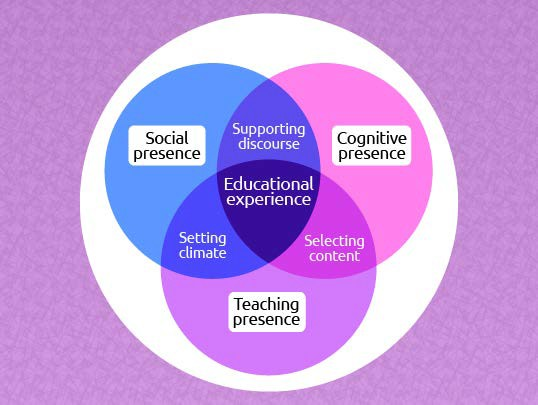 Supporting
discourse
Social
presence
Cognitive
presence
Educational
experience
Setting
climate
Selecting
content
Teaching
presence